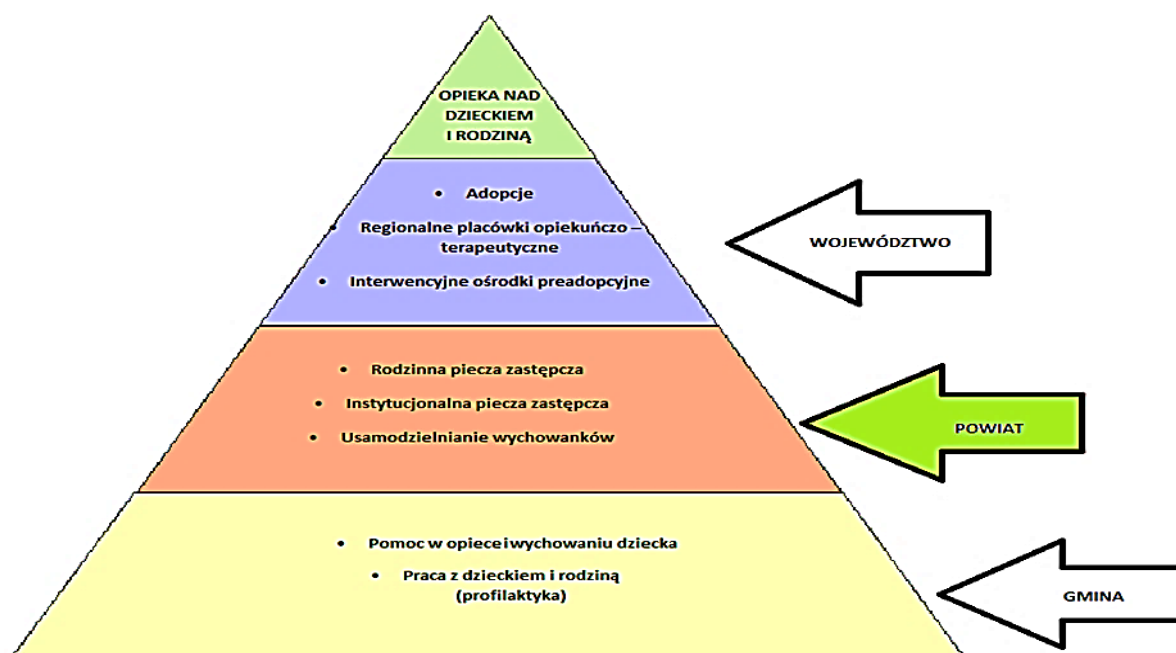 OPIEKA NAD
DZIECKIEM
I RODZINĄ
• Adopcje
• Regionalne placówki opiekuńczo –
terapeutyczne
• Interwencyjne ośrodki preadopcyjne
WOJEWÓDZTWO
• Rodzinna piecza zastępcza
• Instytucjonalna piecza zastępcza
• Usamodzielnianie wychowanków
POWIAT
• Pomoc w opiece i wychowaniu dziecka
• Praca z dzieckiem i rodziną
(profilaktyka)
GMINA